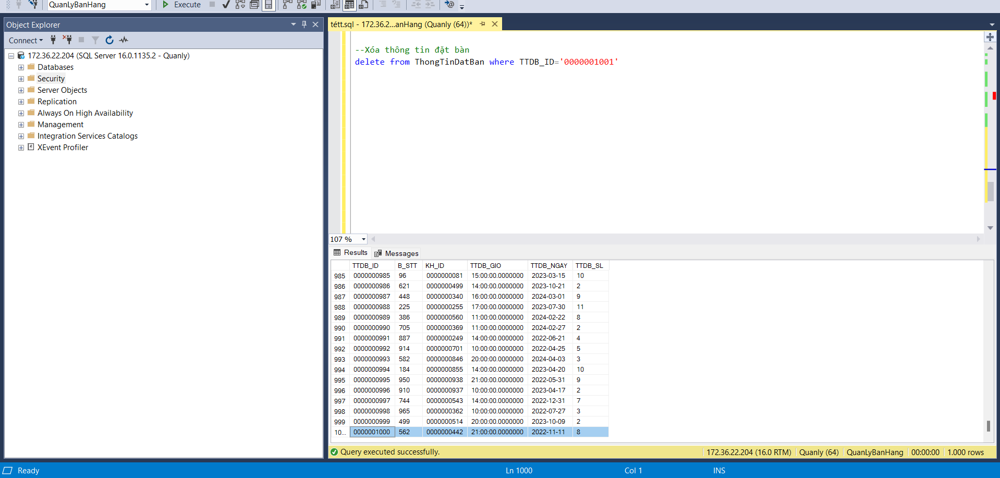 QuanLyBanHang
Execute
Object Explorer
Connect
172.36.22.204 (SQL Server 16.0.1135.2 - Quanly)
Databases
Security
Server Objects
Replication
Always On High Availability
Management
Integration Services Catalogs
XEvent Profiler
tétt.sql - 172.36.2...anHang (Quanly (64))*
--Xóa thông tin đặt bàn
delete from ThongTinDatBan where TTDB_ID='0000001001'
107 %
Results Messages
TTDB_ID B_STT KH_ID TTDB_GIO TTDB_NGAY TTDB_SL
985 0000000985 96 0000000081 15:00:00.0000000 2023-03-15 10
986 0000000986 621 0000000499 14:00:00.0000000 2023-10-21 2
987 0000000987 448 0000000340 16:00:00.0000000 2024-03-01 9
988 0000000988 225 0000000255 17:00:00.0000000 2023-07-30 11
989 0000000989 386 0000000560 11:00:00.0000000 2024-02-22 8
990 0000000990 705 0000000369 11:00:00.0000000 2024-02-27 2
991 0000000991 887 0000000249 14:00:00.0000000 2022-06-21 4
992 0000000992 914 0000000701 10:00:00.0000000 2022-04-25 5
993 0000000993 582 0000000846 20:00:00.0000000 2024-04-03 3
994 0000000994 184 0000000855 14:00:00.0000000 2023-04-20 10
995 0000000995 950 0000000938 21:00:00.0000000 2022-05-31 9
996 0000000996 910 0000000937 10:00:00.0000000 2023-04-17 2
997 0000000997 744 0000000543 14:00:00.0000000 2022-12-31 7
998 0000000998 965 0000000362 10:00:00.0000000 2022-07-27 3
999 0000000999 499 0000000514 20:00:00.0000000 2023-10-09 2
10... 0000001000 562 0000000442 21:00:00.0000000 2022-11-11 8
Query executed successfully. 172.36.22.204 (16.0 RTM) Quanly (64) QuanLyBanHang 00:00:00 1.000 rows
Ready Ln 1000 Col 1 INS